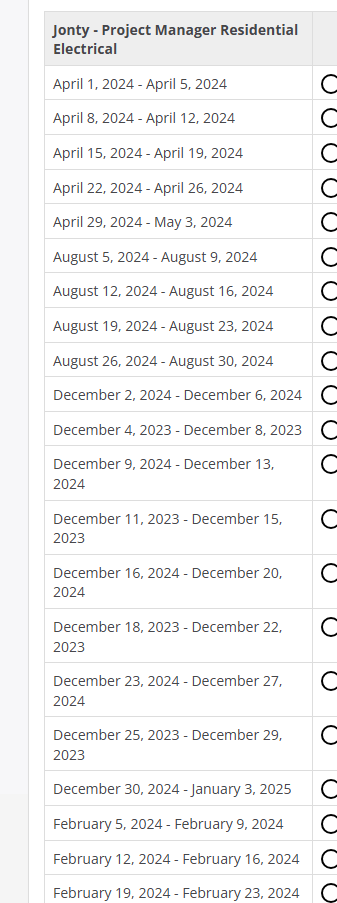 Jonty - Project Manager Residential
Electrical
April 1, 2024 - April 5, 2024
April 8, 2024 - April 12, 2024
April 15, 2024 - April 19, 2024
April 22, 2024 - April 26, 2024
April 29, 2024 - May 3, 2024
August 5, 2024 - August 9, 2024
August 12, 2024 - August 16, 2024
August 19, 2024 - August 23, 2024
August 26, 2024 - August 30, 2024
December 2, 2024 - December 6, 2024
December 4, 2023 - December 8, 2023
December 9, 2024 - December 13,
2024
December 11, 2023 - December 15,
2023
December 16, 2024 - December 20,
2024
December 18, 2023 - December 22,
2023
December 23, 2024 - December 27,
2024
December 25, 2023 - December 29,
2023
December 30, 2024 - January 3, 2025
February 5, 2024 - February 9, 2024
February 12, 2024 - February 16, 2024
February 19, 2024 - February 23, 2024